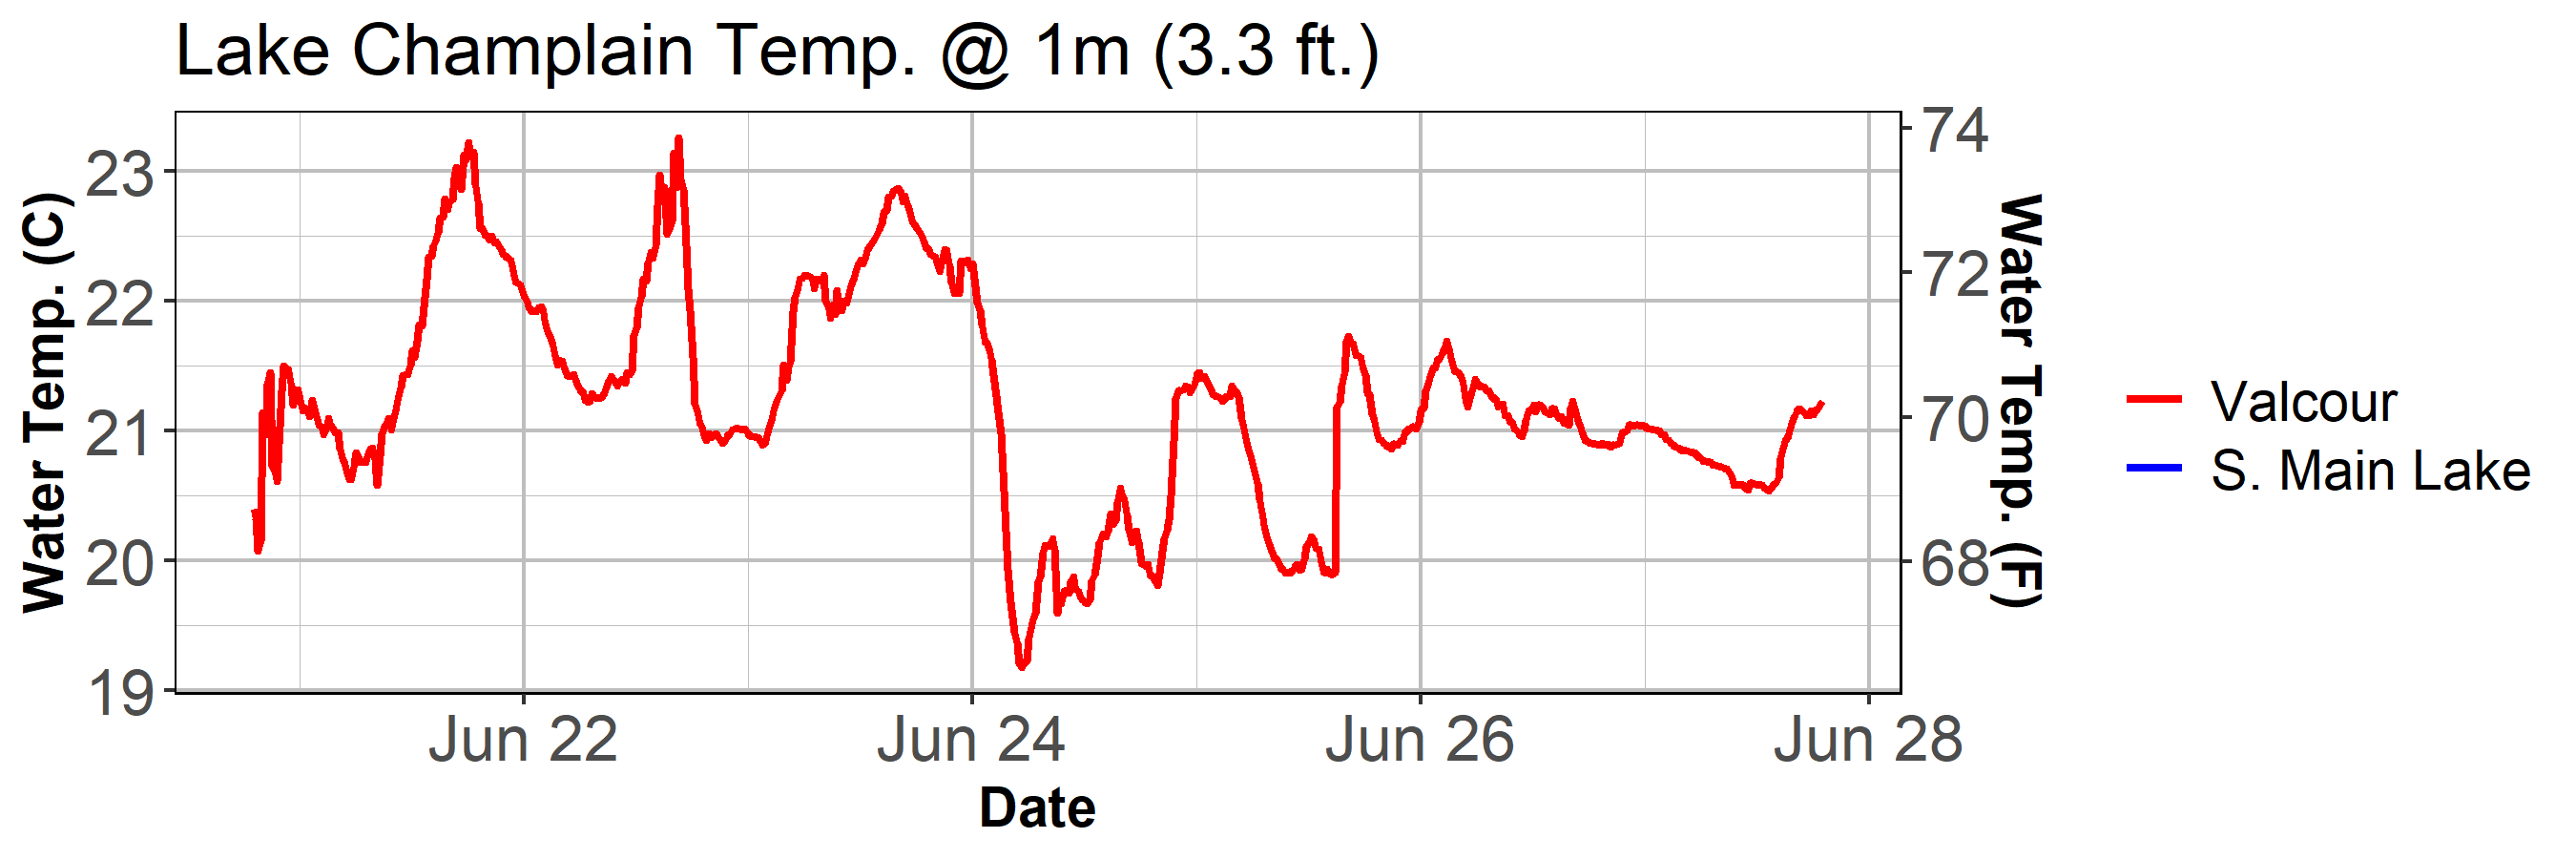 Lake Champlain Temp. @ 1m (3.3 ft.)
Water Temp. (C)
23
22
21
20
19
74
72
70
68
Water Temp. (F)
Jun 22
Jun 24
Jun 26
Jun 28
Date
Valcour
S. Main Lake